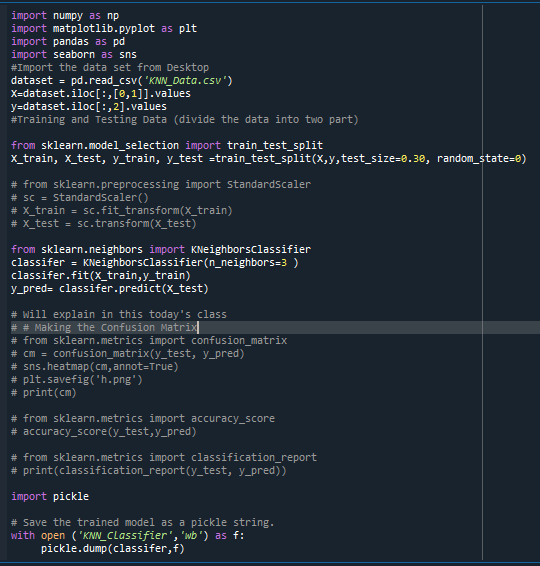 import numpy as np
import matplotlib.pyplot as plt
import pandas as pd
import seaborn as sns
#Import the data set from Desktop
dataset = pd.read_csv('KNN_Data.csv')
X=dataset.iloc[:,[0,1]].values
y=dataset.iloc[:,2].values
#Training and Testing Data (divide the data into two part)
from sklearn.model_selection import train_test_split
X_train, X_test, y_train, y_test =train_test_split(X,y,test_size=0.30, random_state=0)
# from sklearn.preprocessing import StandardScaler
# sc = StandardScaler()
# X_train = sc.fit_transform(X_train)
# X_test = sc.transform(X_test)
from sklearn.neighbors import KNeighborsClassifier
classifer = KNeighborsClassifier(n_neighbors=3 )
classifer.fit(X_train,y_train)
y_pred= classifer.predict(X_test)
# Will explain in this today's class
# # Making the Confusion Matrix
# from sklearn.metrics import confusion_matrix
# cm = confusion_matrix(y_test, y_pred)
# sns.heatmap(cm,annot=True)
# plt.savefig('h.png')
# print(cm)
# from sklearn.metrics import accuracy_score
# accuracy_score(y_test,y_pred)
# from sklearn.metrics import classification_report
# print(classification_report(y_test, y_pred))
import pickle
# Save the trained model as a pickle string.
with open ('KNN_Classifier','wb') as f:
pickle.dump(classifer,f)